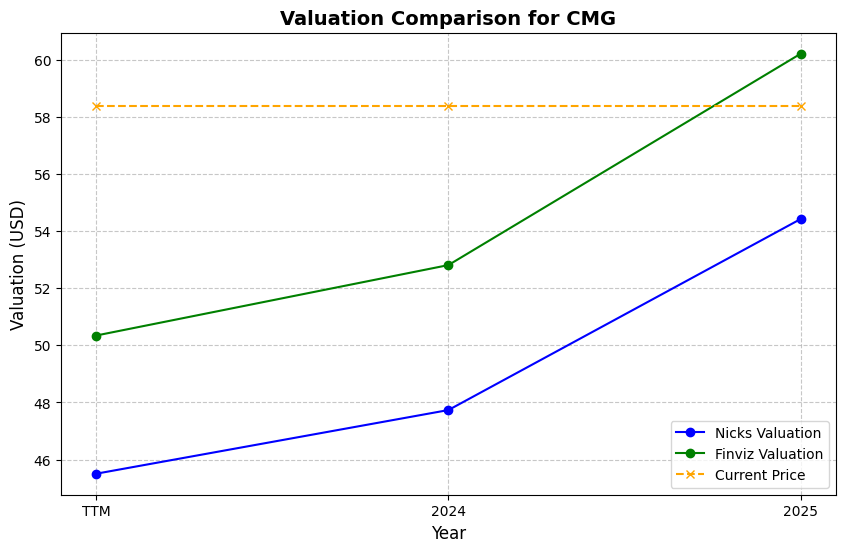 Valuation Comparison for CMG
Valuation (USD)
60
58
56
54
52
50
48
46
TTM
2024
2025
Year
Nicks Valuation
Finviz Valuation
Current Price